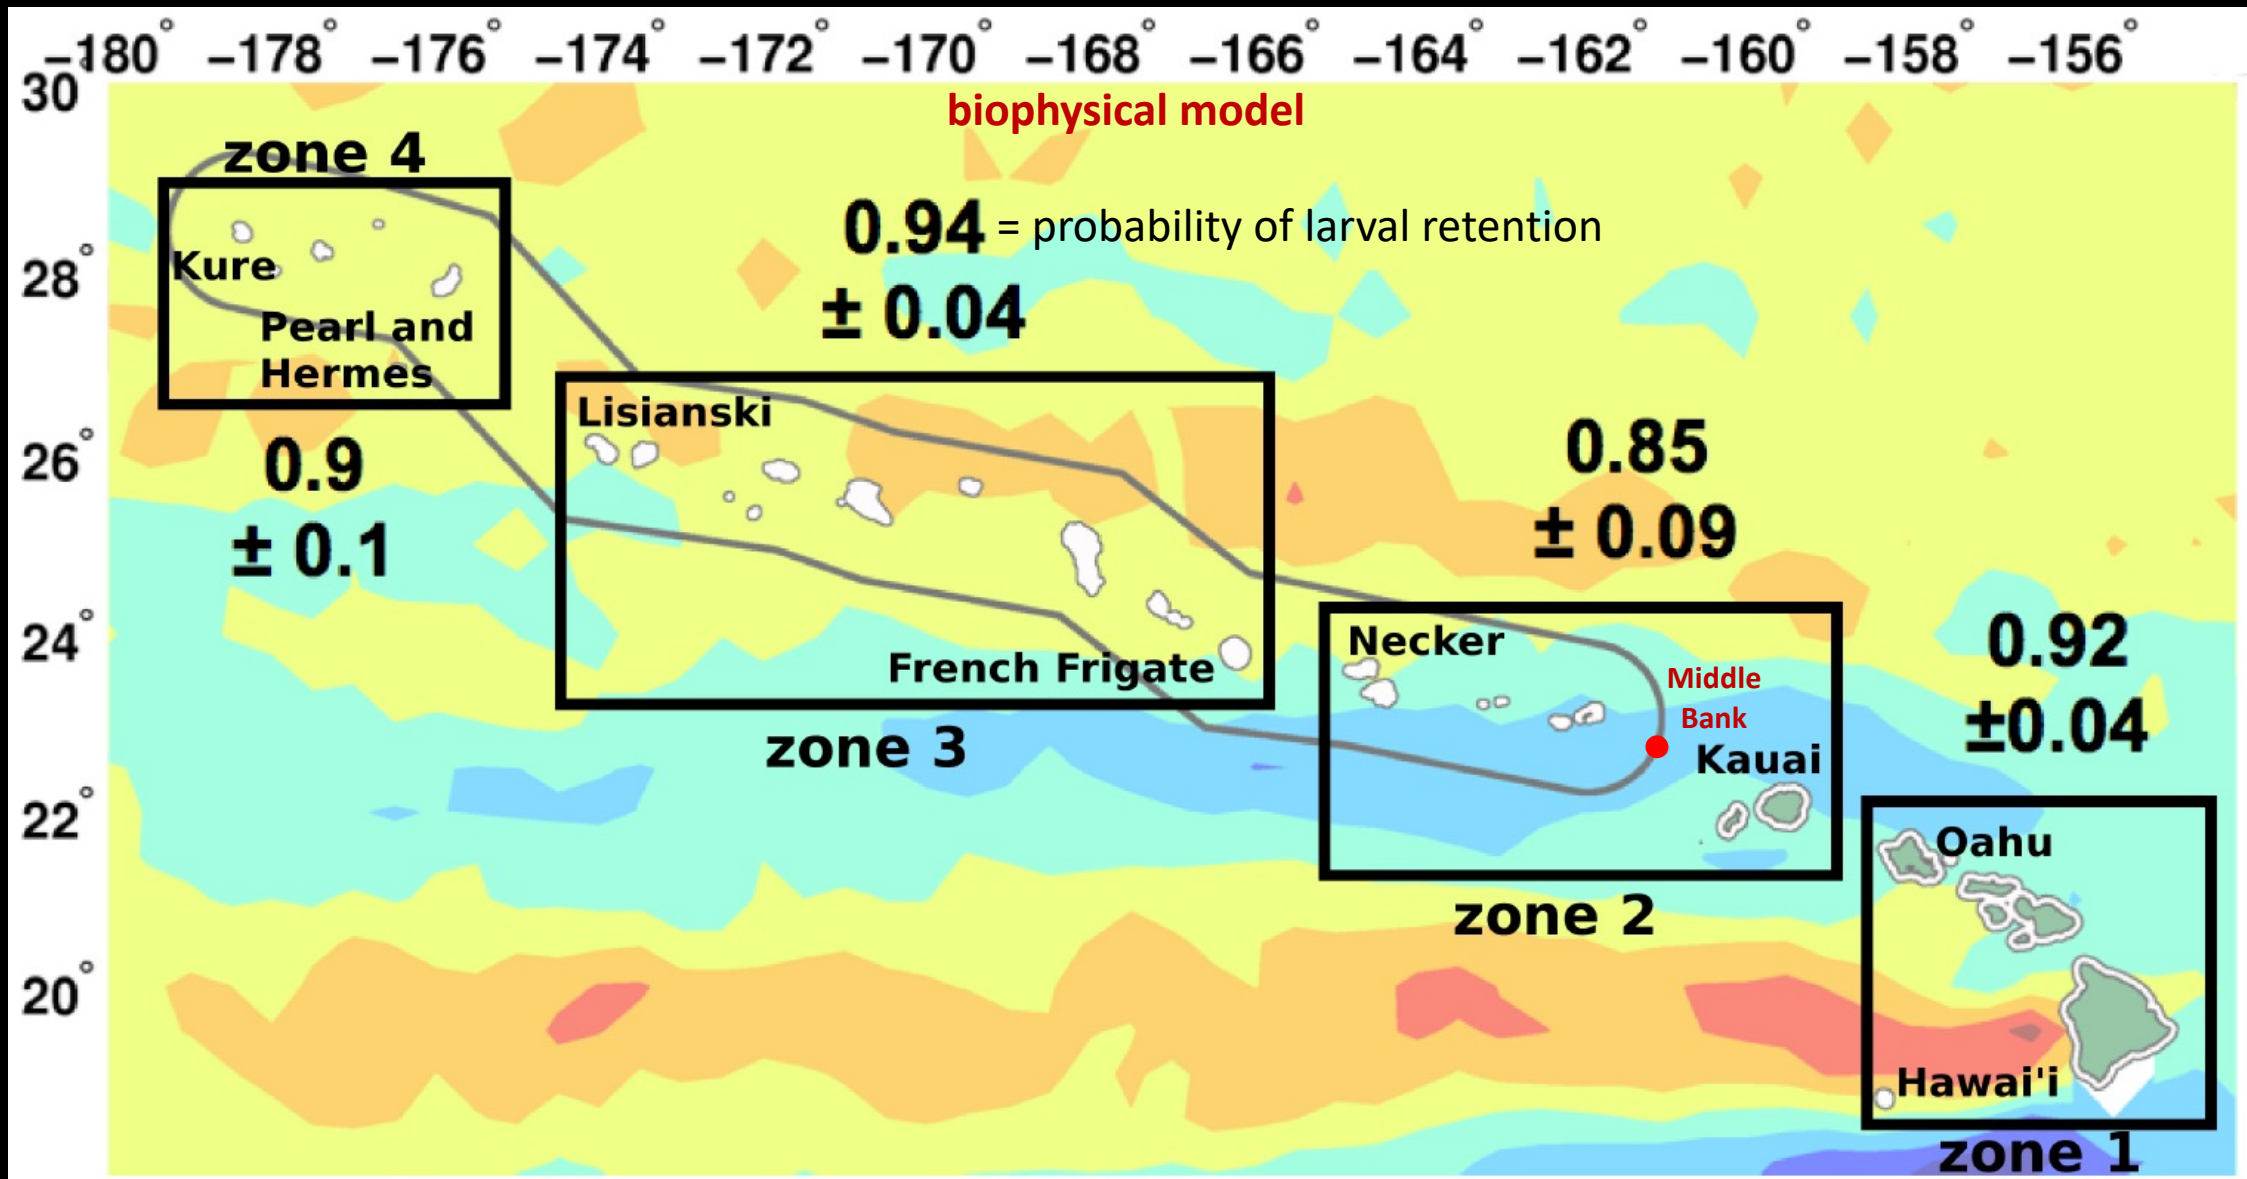 −180° −178° −176° −174° −172° −170° −168° −166° −164° −162° −160° −158° −156°
30
biophysical model
zone 4
0.94 = probability of larval retention
± 0.04
28°
Kure
Pearl and
Hermes
Lisianski
26°
0.9
± 0.1
0.85
± 0.09
24°
French Frigate
Necker
Middle
Bank
Kauai
0.92
±0.04
zone 3
22°
Oahu
zone 2
20°
Hawai'i
zone 1